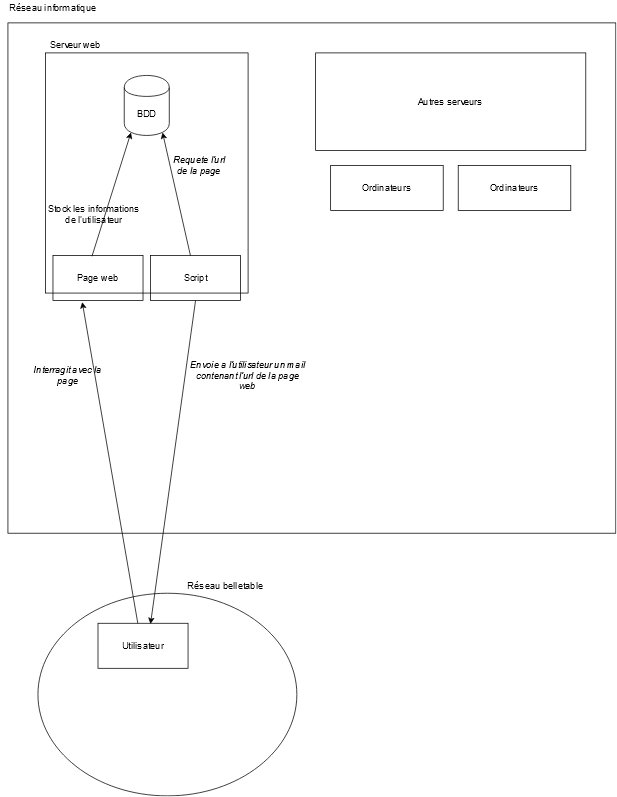 Réseau informatique
Serveur web
BDD
Autres serveurs
Requete l'url
de la page
Ordinateurs
Ordinateurs
Stock les informations
de l'utilisateur
Page web
Script
Interragit avec la
page
Envoie a l'utilisateur un mail
contenant l'url de la page
web
Réseau belletable
Utilisateur